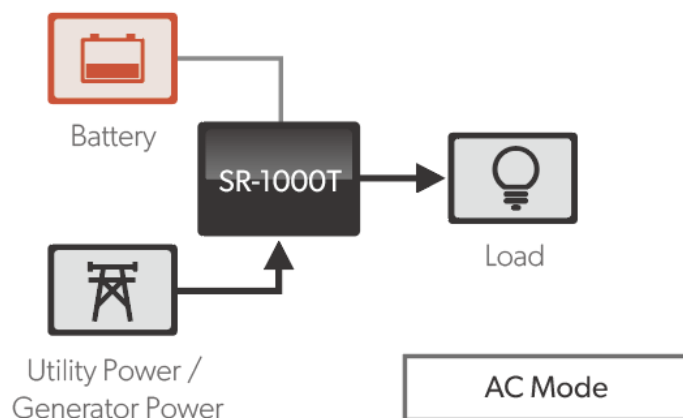 Battery
SR-1000T
Load
Utility Power /
Generator Power
AC Mode